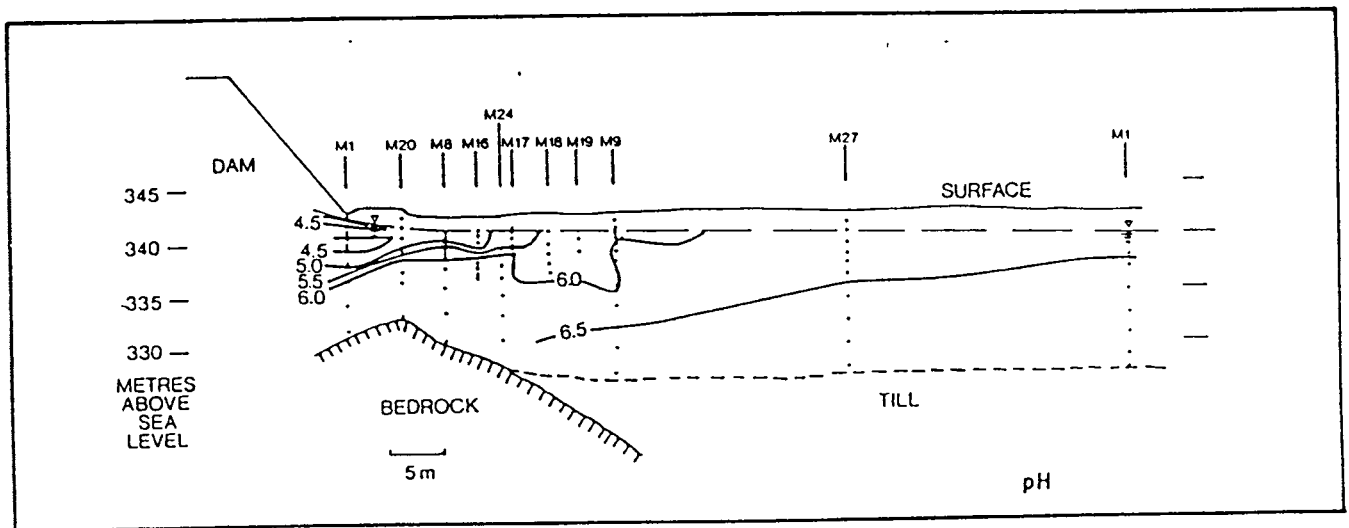 M24
M1 M20 M8 M16 M17 M18 M19 M9 M27 M1
DAM
345
SURFACE
4.5
340
4.5
5.0
5.5
6.0
6.0
-335
6.5
330
METRES
ABOVE
SEA
LEVEL
BEDROCK
TILL
5 m
pH